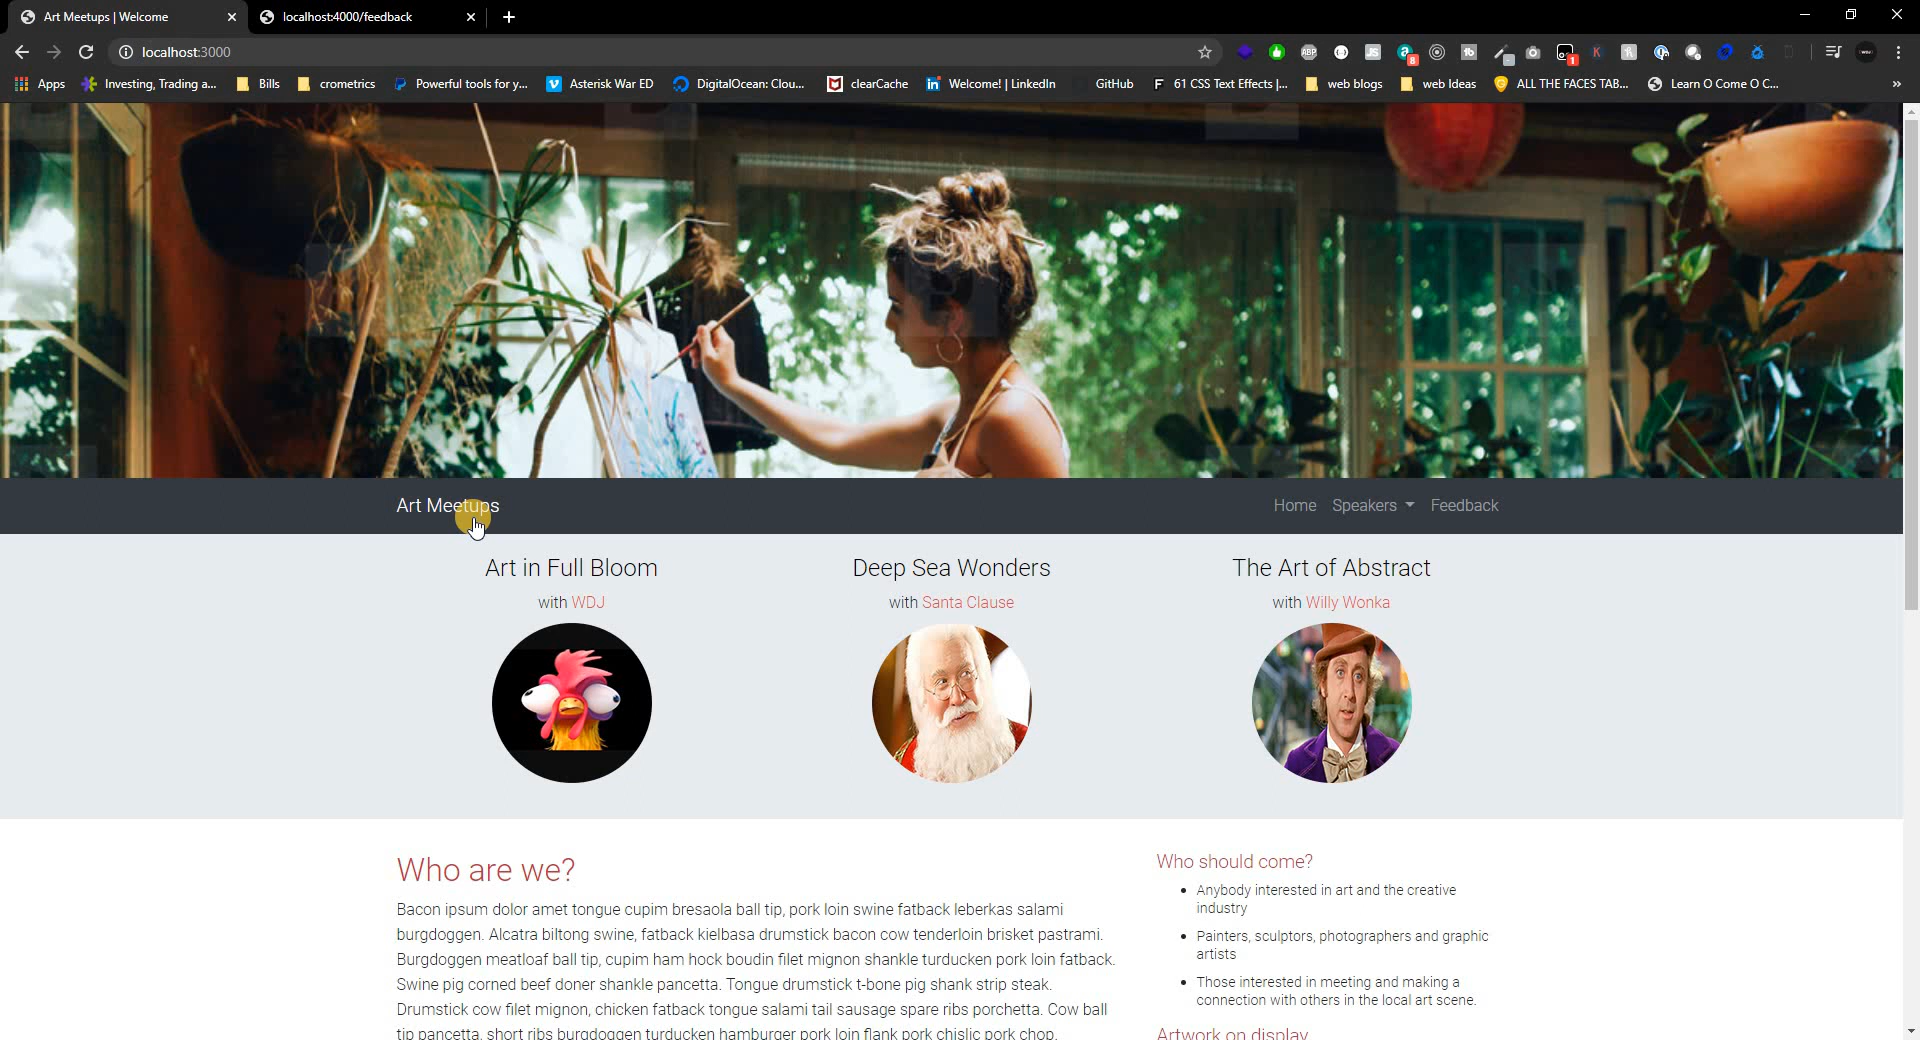 Art Meetups | Welcome
localhost:4000/feedback
localhost:3000
ABP
JS
8
1
Apps
Investing, Trading a...
Bills
crometrics
Powerful tools for y...
Asterisk War ED
DigitalOcean: Clou...
clearCache
Welcome! | LinkedIn
GitHub
61 CSS Text Effects |...
web blogs
web Ideas
ALL THE FACES TAB...
Learn O Come O C...
»
Art Meetups
Home
Speakers
Feedback
Art in Full Bloom
with WDJ
Deep Sea Wonders
with Santa Clause
The Art of Abstract
with Willy Wonka
Who are we?
Bacon ipsum dolor amet tongue cupim bresaola ball tip, pork loin swine fatback leberkas salami
burgdoggen. Alcatra biltong swine, fatback kielbasa drumstick bacon cow tenderloin brisket pastrami.
Burgdoggen meatloaf ball tip, cupim ham hock boudin filet mignon shankle turducken pork loin fatback.
Swine pig corned beef doner shankle pancetta. Tongue drumstick t-bone pig shank strip steak.
Drumstick cow filet mignon, chicken fatback tongue salami tail sausage spare ribs porchetta. Cow ball
tip pancetta, short ribs burgdoggen turducken hamburger pork loin flank pork chislic pork chop.
Who should come?
Anybody interested in art and the creative
industry
Painters, sculptors, photographers and graphic
artists
Those interested in meeting and making a
connection with others in the local art scene.
Artwork on display